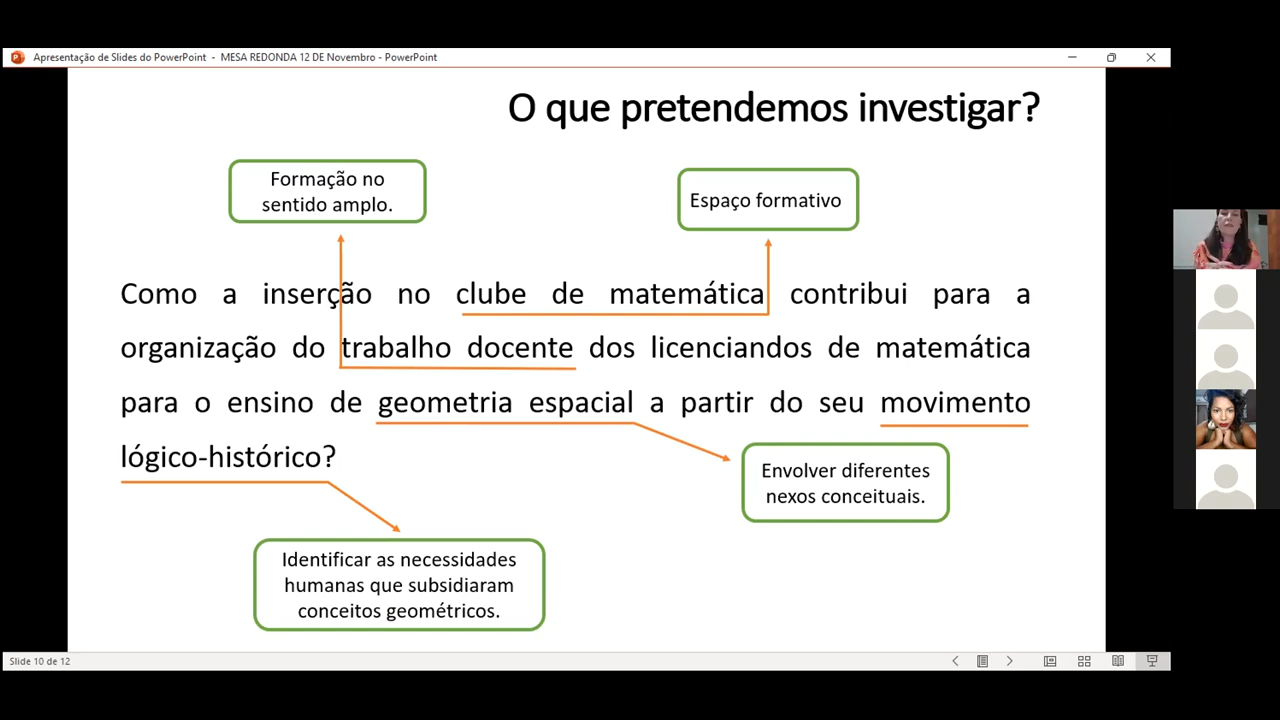 Apresentação de Slides do PowerPoint - MESA REDONDA 12 DE Novembro - PowerPoint
O que pretendemos investigar?
Formação no
sentido amplo.
Espaço formativo
Como a inserção no clube de matemática contribui para a
organização do trabalho docente dos licenciandos de matemática
para o ensino de geometria espacial a partir do seu movimento
lógico-histórico?
Envolver diferentes
nexos conceituais.
Identificar as necessidades
humanas que subsidiaram
conceitos geométricos.
Slide 10 de 12